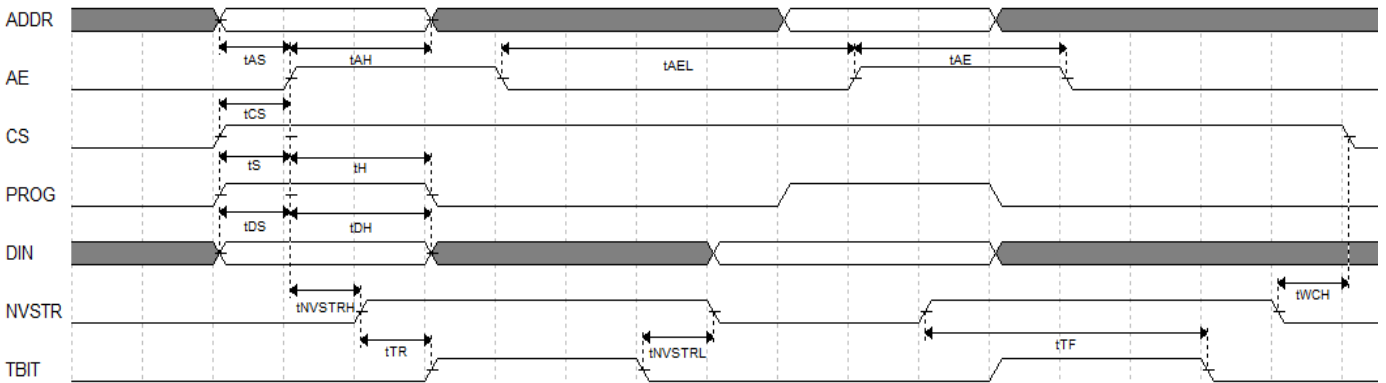 ADDR
tAS
tAH
tAEL
tAE
AE
tCS
CS
tS
tH
PROG
tDS
tDH
DIN
tNVSTRH
tWCH
NVSTR
tTR
tNVSTRL
tTF
TBIT